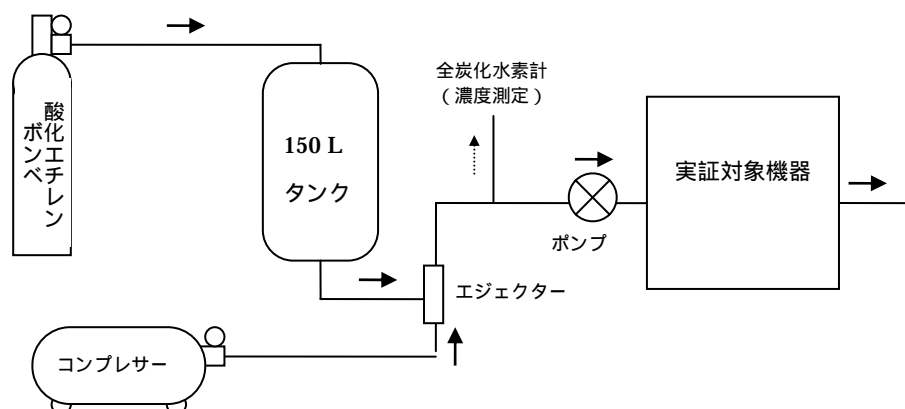 酸化エチレン
ボンベ
150 L
タンク
全炭化水素計
（濃度測定）
実証対象機器
ポンプ
エジェクター
コンプレサー